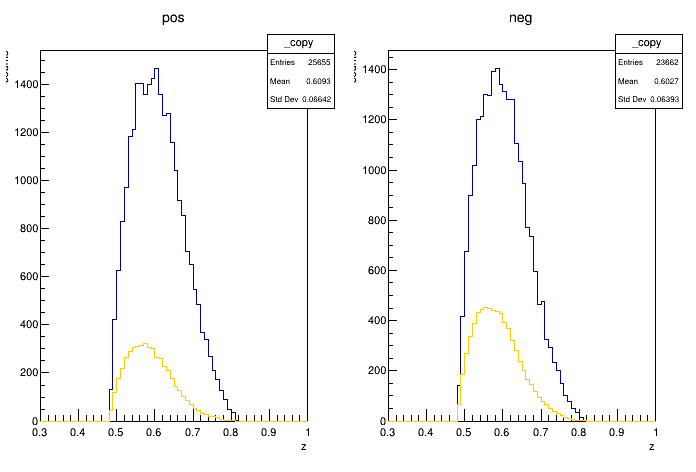 pos
neg
_copy
Entries 25655
Mean 0.6093
Std Dev 0.06642
_copy
Entries 23662
Mean 0.6027
Std Dev 0.06393
1400
1200
1000
800
600
400
200
0
0.3 0.4 0.5 0.6 0.7 0.8 0.9 1
z
1400
1200
1000
800
600
400
200
0
0.3 0.4 0.5 0.6 0.7 0.8 0.9 1
z